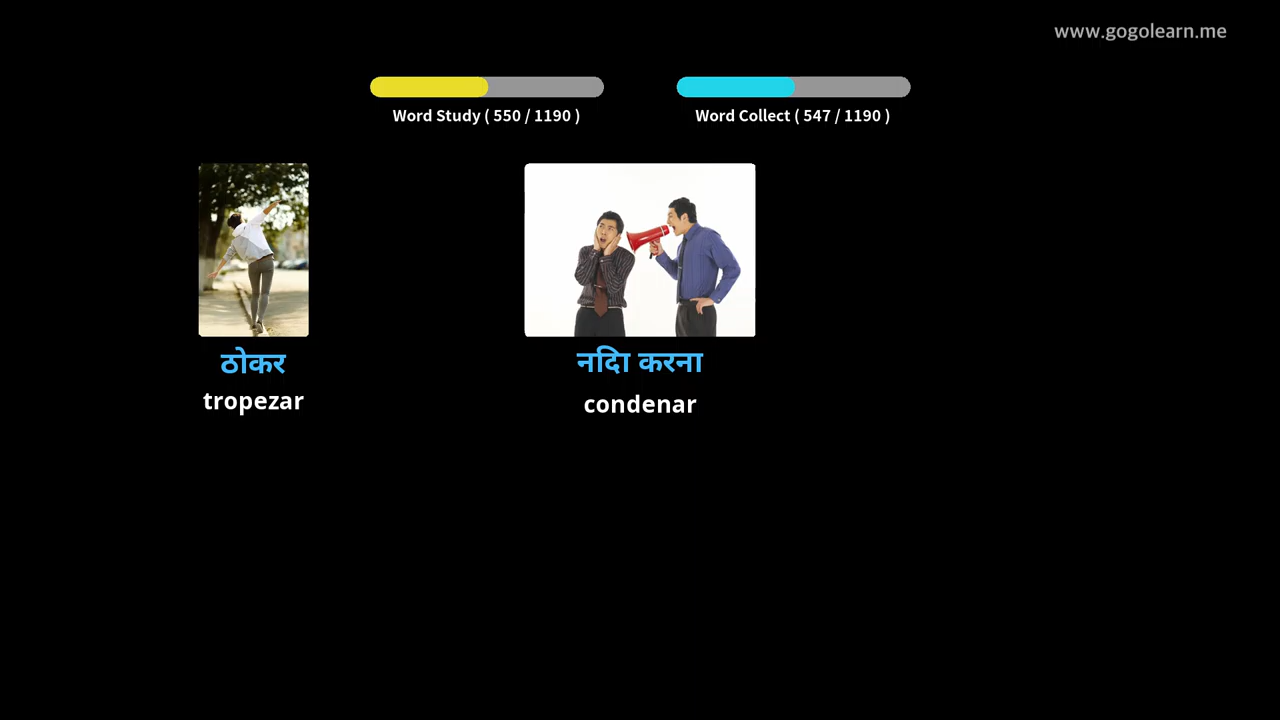 www.gogolearn.me
Word Study ( 550 / 1190 )
Word Collect ( 547 / 1190 )
ठोकर
tropezar
नदिा करना
condenar